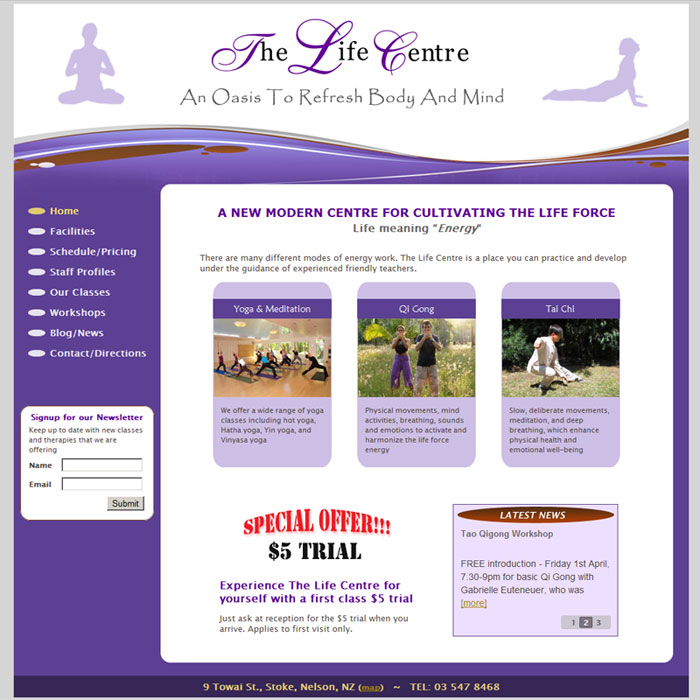 The Life Centre
An Oasis To Refresh Body And Mind
Home
Facilities
Schedule/Pricing
Staff Profiles
Our Classes
Workshops
Blog/News
Contact/Directions
Signup for our Newsletter
Keep up to date with new classes
and therapies that we are
offering
Name
Email
Submit
A NEW MODERN CENTRE FOR CULTIVATING THE LIFE FORCE
Life meaning "Energy"
There are many different modes of energy work. The Life Centre is a place you can practice and develop
under the guidance of experienced friendly teachers.
Yoga & Meditation
We offer a wide range of yoga
classes including hot yoga,
Hatha yoga, Yin yoga, and
Vinyasa yoga
Qi Gong
Physical movements, mind
activities, breathing, sounds
and emotions to activate and
harmonize the life force
energy
Tai Chi
Slow, deliberate movements,
meditation, and deep
breathing, which enhance
physical health and
emotional well-being
SPECIAL OFFER!!!
$5 TRIAL
Experience The Life Centre for
yourself with a first class $5 trial
Just ask at reception for the $5 trial when you
arrive. Applies to first visit only.
LATEST NEWS
Tao Qigong Workshop
FREE introduction - Friday 1st April,
7.30-9pm for basic Qi Gong with
Gabrielle Euteneuer, who was
[more]
1 2 3
9 Towai St., Stoke, Nelson, NZ (map) ~ TEL: 03 547 8468